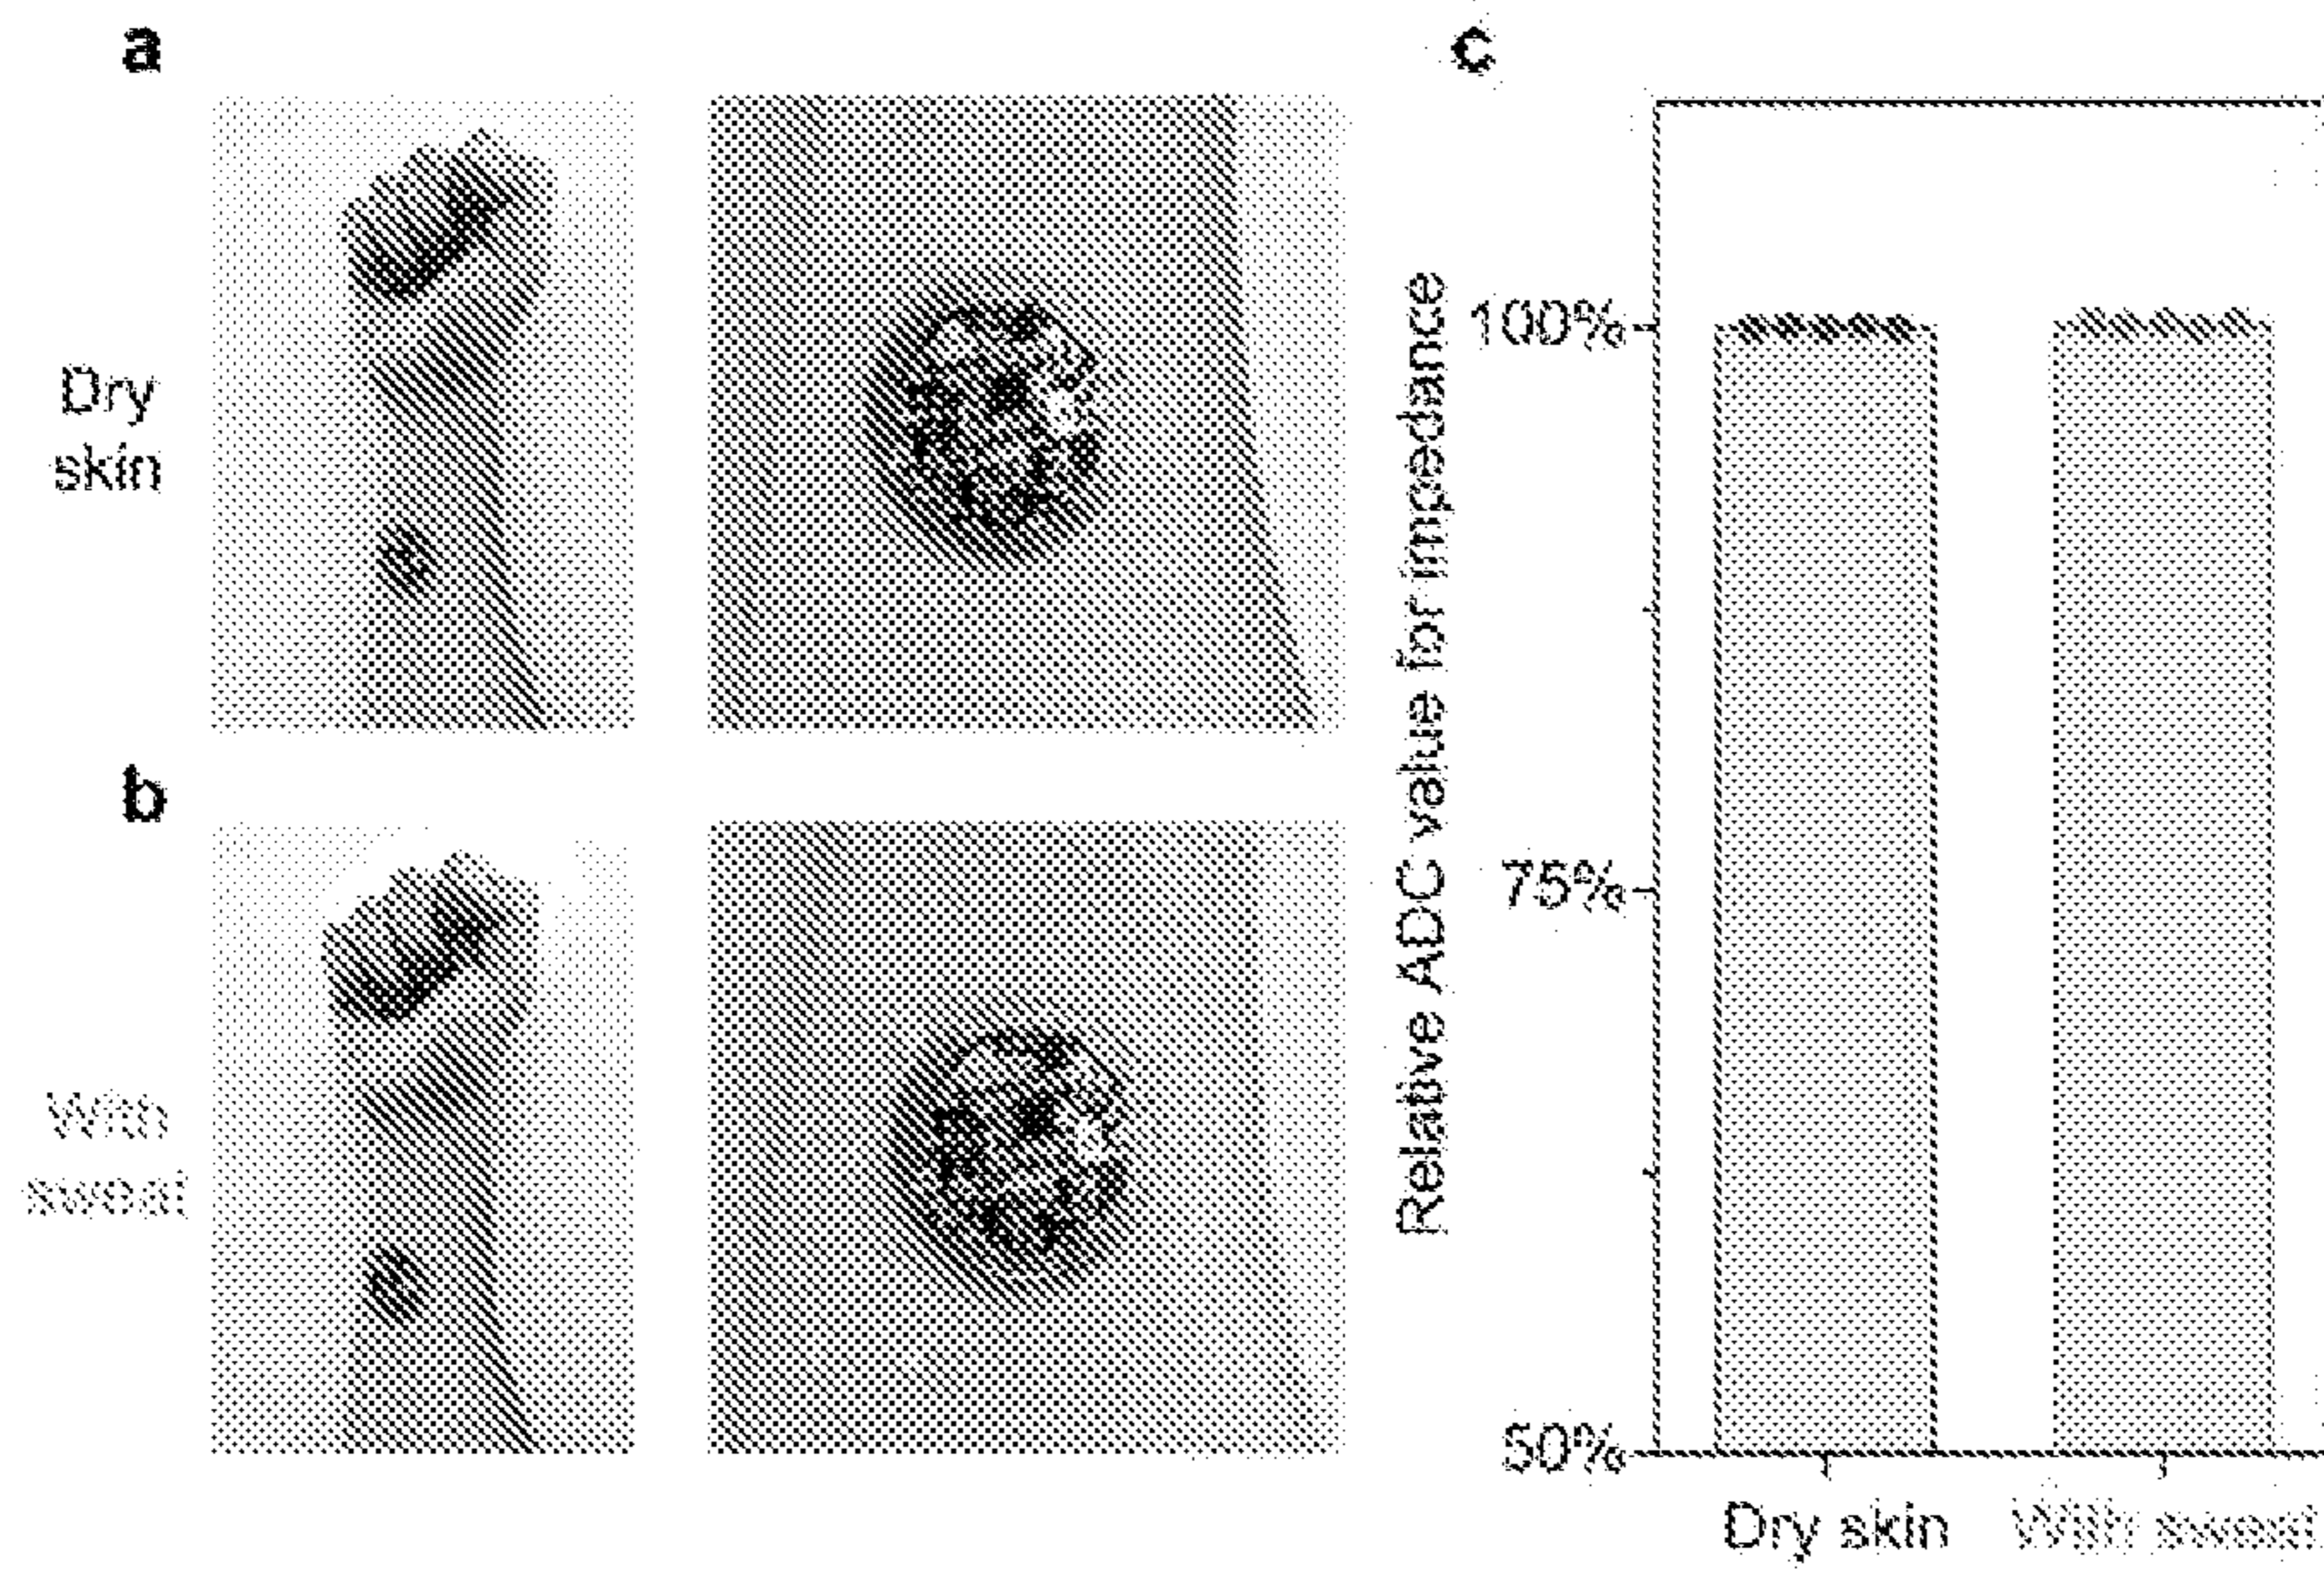 a
Dry
skin
b
With
sweat
c
Relative ADC value for impedance
100%
75%
50%
Dry skin
With sweat